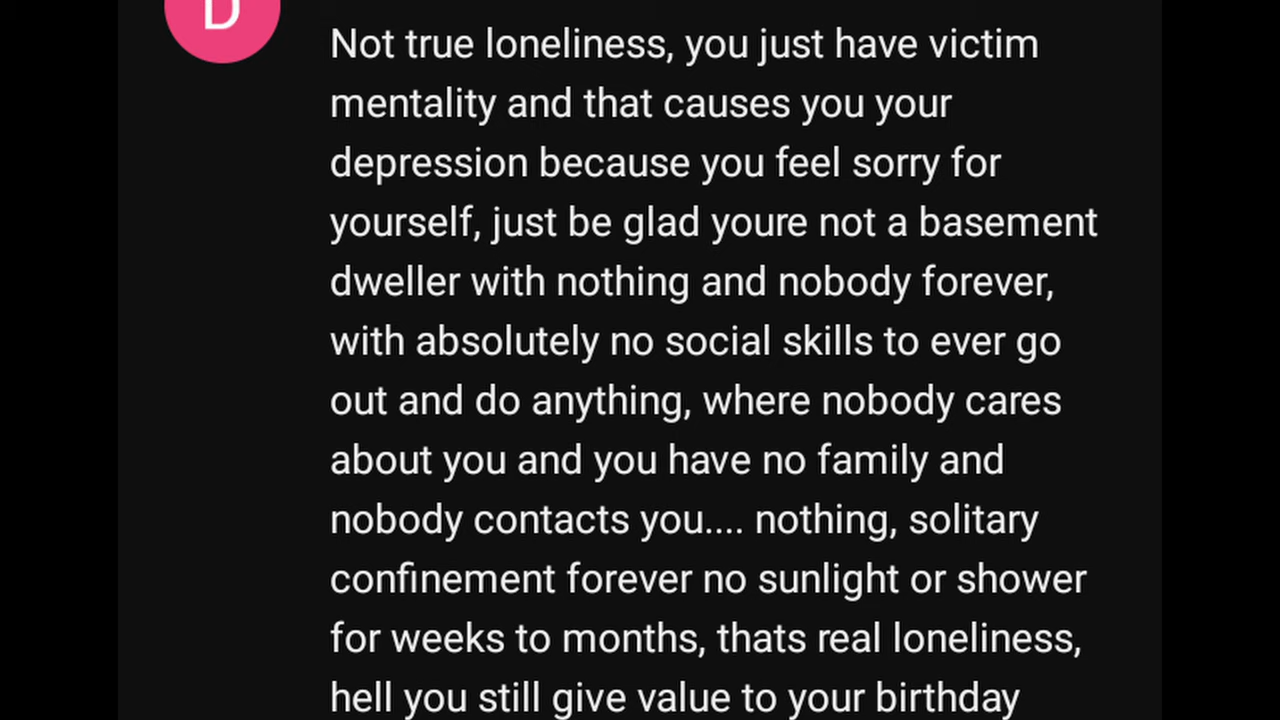 D
Not true loneliness, you just have victim
mentality and that causes you your
depression because you feel sorry for
yourself, just be glad youre not a basement
dweller with nothing and nobody forever,
with absolutely no social skills to ever go
out and do anything, where nobody cares
about you and you have no family and
nobody contacts you.... nothing, solitary
confinement forever no sunlight or shower
for weeks to months, thats real loneliness,
hell you still give value to your birthday